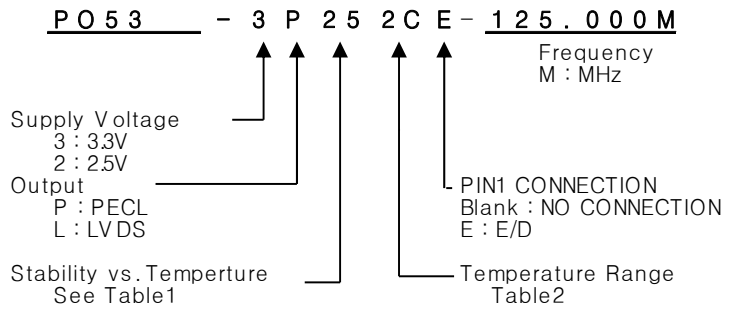 PO53 - 3 P 25 2C E - 125.000M
Frequency
M : MHz
Supply Voltage
3 : 3.3V
2 : 2.5V
Output
P : PECL
L : LVDS
PIN1 CONNECTION
Blank : NO CONNECTION
E : E/D
Stability vs. Temperture
See Table1
Temperature Range
Table2